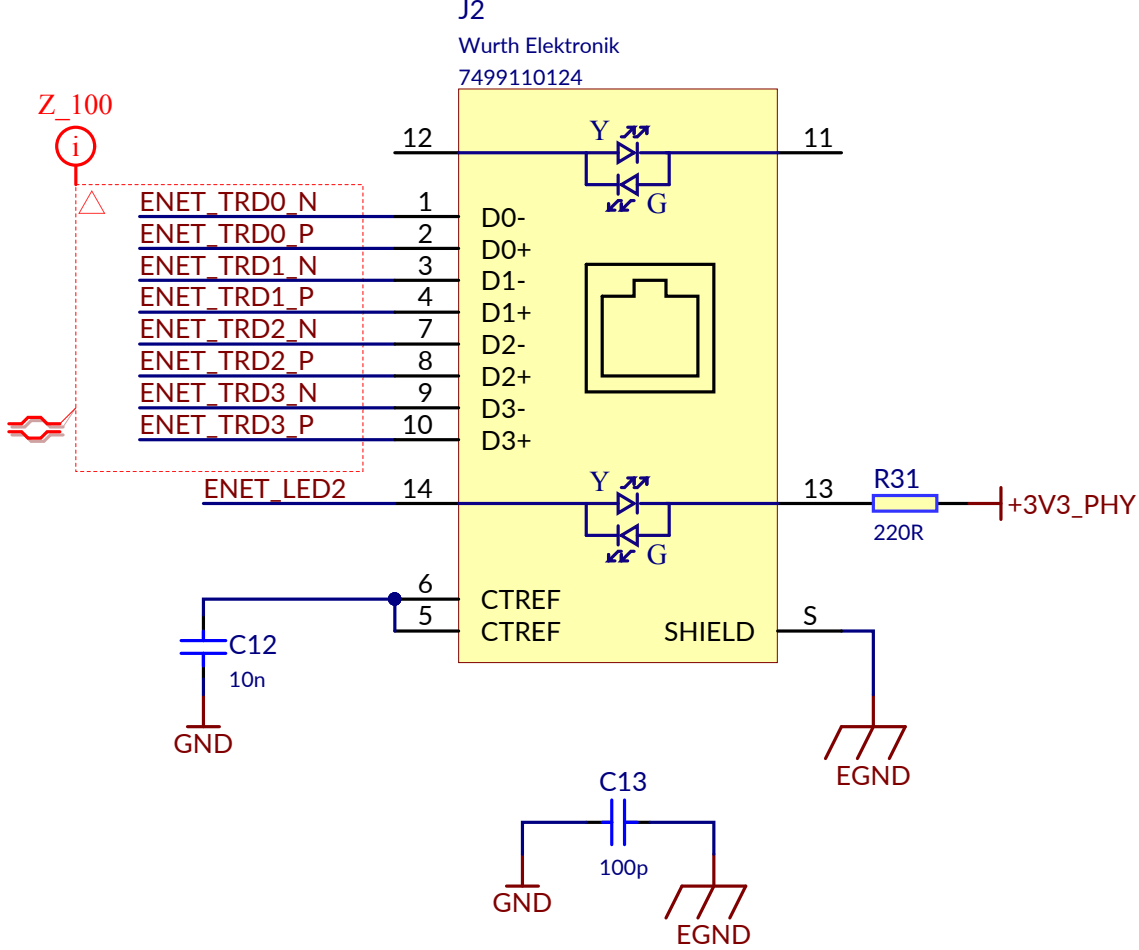 J2
Wurth Elektronik
7499110124
Z_100
i
12
Y
11
G
ENET_TRD0_N
1
D0-
ENET_TRD0_P
2
D0+
ENET_TRD1_N
3
D1-
ENET_TRD1_P
4
D1+
ENET_TRD2_N
7
D2-
ENET_TRD2_P
8
D2+
ENET_TRD3_N
9
D3-
ENET_TRD3_P
10
D3+
ENET_LED2
14
Y
13
G
R31
220R
+3V3_PHY
6
CTREF
5
CTREF
SHIELD
S
C12
10n
GND
EGND
C13
100p
GND
EGND